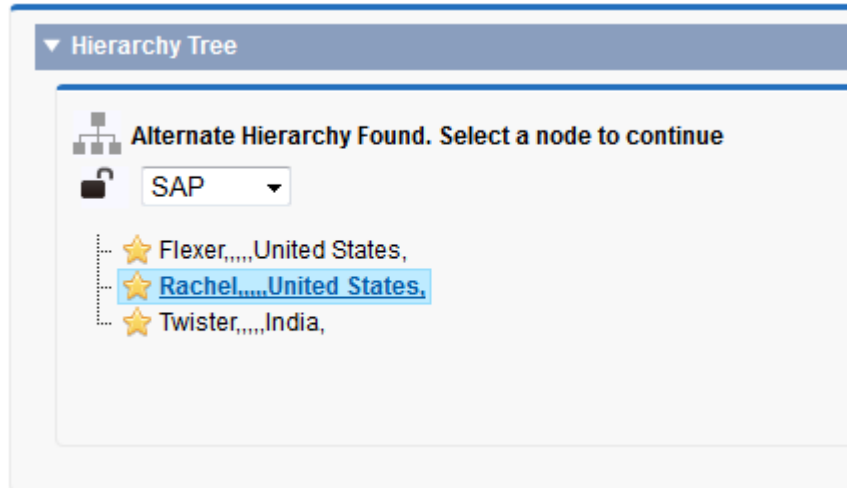 Hierarchy Tree
Alternate Hierarchy Found. Select a node to continue
SAP
Flexer,,,,,United States,
Rachel,,,,,United States,
Twister,,,,,India,